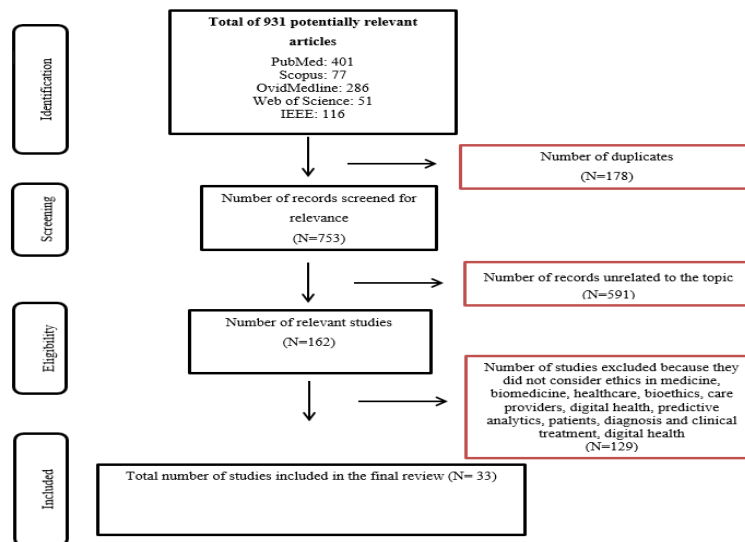 Identification
Total of 931 potentially relevant
articles
PubMed: 401
Scopus: 77
OvidMedline: 286
Web of Science: 51
IEEE: 116
Number of duplicates
(N=178)
Screening
Number of records screened for
relevance
(N=753)
Number of records unrelated to the topic
(N=591)
Eligibility
Number of relevant studies
(N=162)
Number of studies excluded because they
did not consider ethics in medicine,
biomedicine, healthcare, bioethics, care
providers, digital health, predictive
analytics, patients, diagnosis and clinical
treatment, digital health
(N=129)
Included
Total number of studies included in the final review (N= 33)